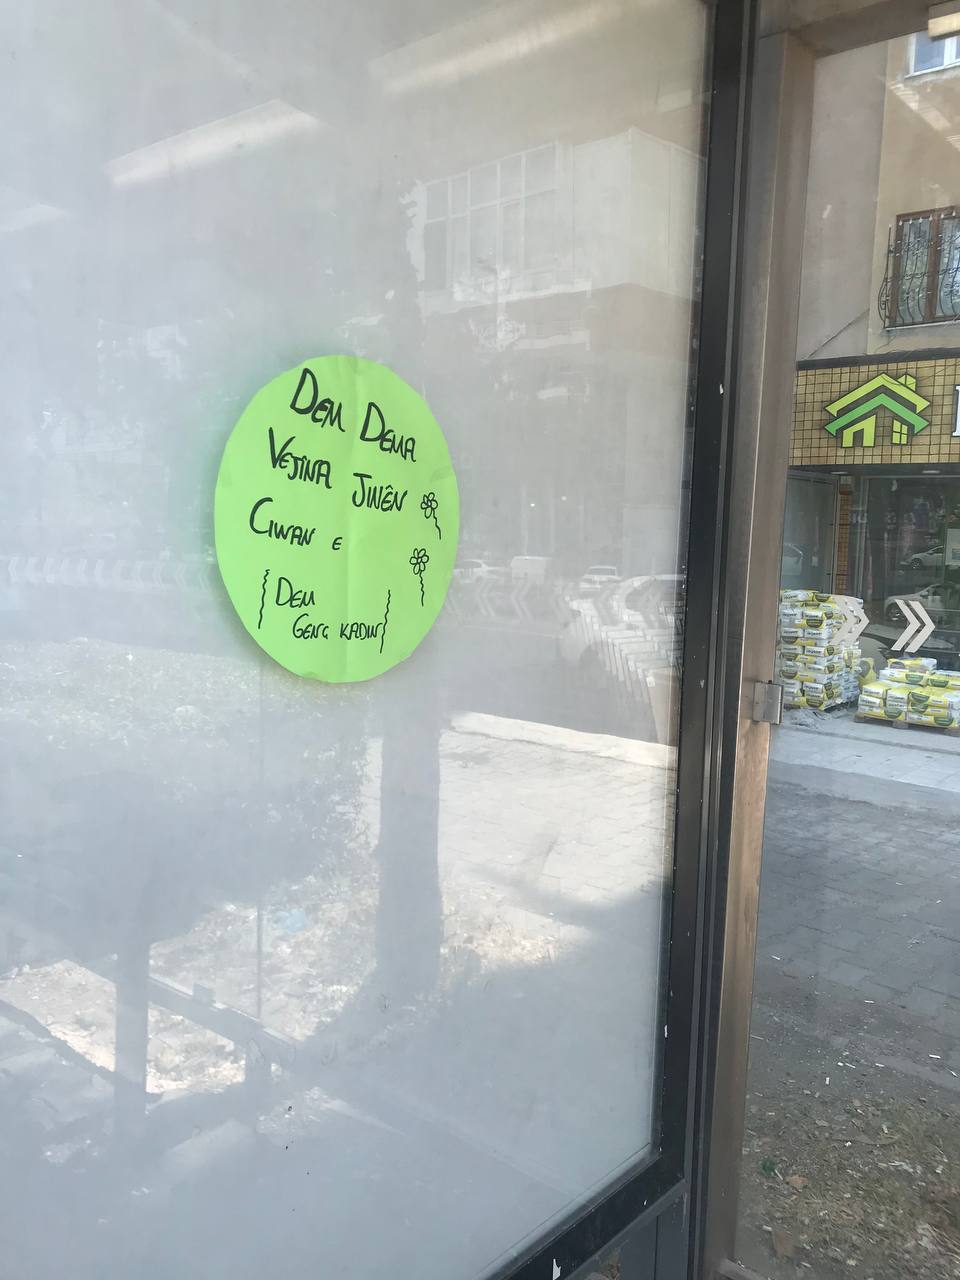 DEM DEMA
VEJÎNA JINÊN
CIWAN E
DEM
GENÇ KADIN